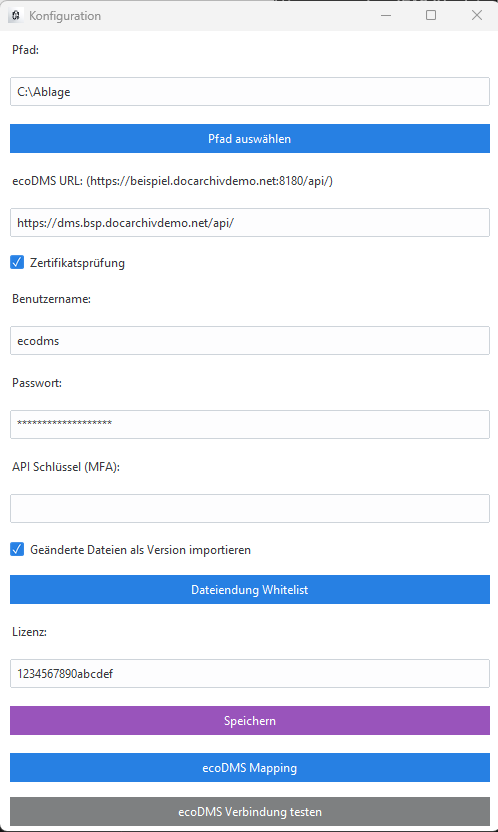 Konfiguration
Pfad:
C:\Ablage
Pfad auswählen
ecoDMS URL: (https://beispiel.docarchivdemo.net:8180/api/)
https://dms.bsp.docarchivdemo.net/api/
Zertifikatsprüfung
Benutzername:
ecodms
Passwort:
*******************
API Schlüssel (MFA):
Geänderte Dateien als Version importieren
Dateiendung Whitelist
Lizenz:
1234567890abcdef
Speichern
ecoDMS Mapping
ecoDMS Verbindung testen